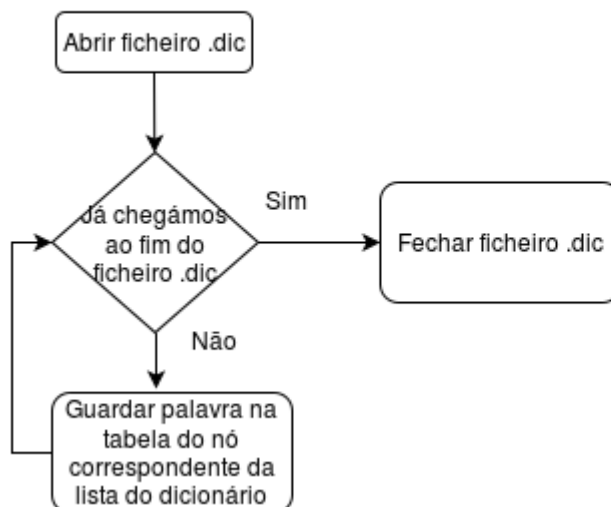 Abrir ficheiro .dic
Já chegámos
ao fim do
ficheiro .dic
Sim
Fechar ficheiro .dic
Não
Guardar palavra na
tabela do nó
correspondente da
lista do dicionário